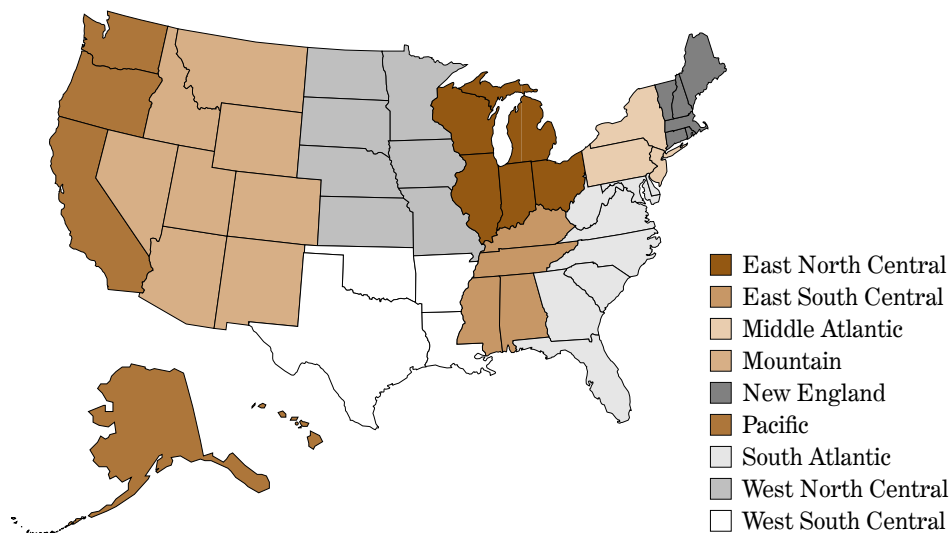 East North Central
East South Central
Middle Atlantic
Mountain
New England
Pacific
South Atlantic
West North Central
West South Central